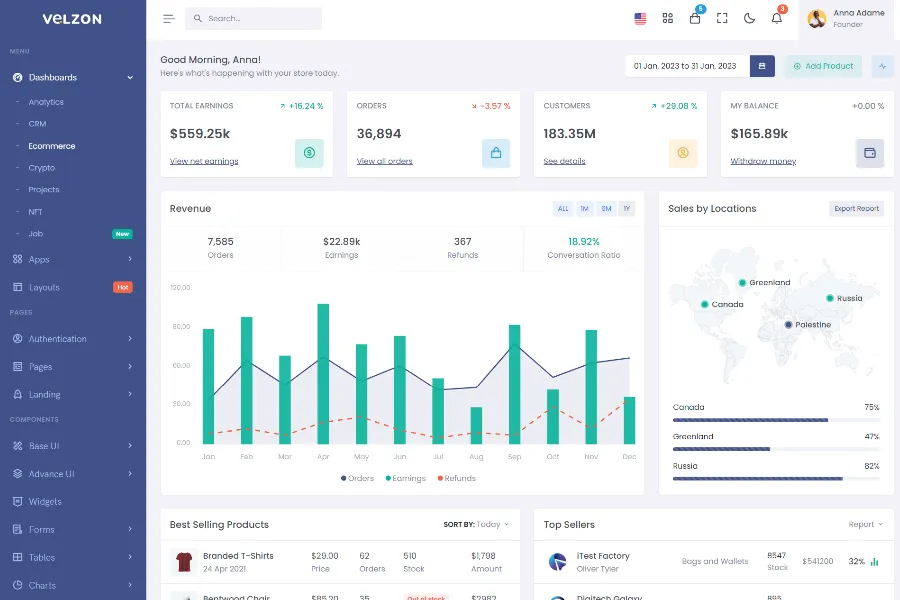 VELZON
Search..
5
3
Anna Adame
Founder
MENU
Dashboards
- Analytics
- CRM
- Ecommerce
- Crypto
- Projects
- NFT
- Job New
Apps
Layouts Hot
PAGES
Authentication
Pages
Landing
COMPONENTS
Base UI
Advance UI
Widgets
Forms
Tables
Charts
Good Morning, Anna!
Here's what's happening with your store today.
01 Jan, 2023 to 31 Jan, 2023
Add Product
TOTAL EARNINGS +16.24 %
$559.25k
View net earnings
ORDERS -3.57 %
36,894
View all orders
CUSTOMERS +29.08 %
183.35M
See details
MY BALANCE +0.00 %
$165.89k
Withdraw money
Revenue
ALL 1M 6M 1Y
7,585
Orders
$22.89k
Earnings
367
Refunds
18.92%
Conversation Ratio
120.00
90.00
60.00
30.00
0.00
Jan Feb Mar Apr May Jun Jul Aug Sep Oct Nov Dec
Orders Earnings Refunds
Sales by Locations
Export Report
Greenland
Canada
Russia
Palestine
Canada 75%
Greenland 47%
Russia 82%
Best Selling Products
SORT BY: Today
Branded T-Shirts
24 Apr 2021
$29.00
Price
62
Orders
510
Stock
$1,798
Amount
Bentwood Chair
$85.20
35
Out of stock
$2982
Top Sellers
Report
iTest Factory
Oliver Tyler
Bags and Wallets
8547
Stock
$541200
32%
Digitech Galaxy
895